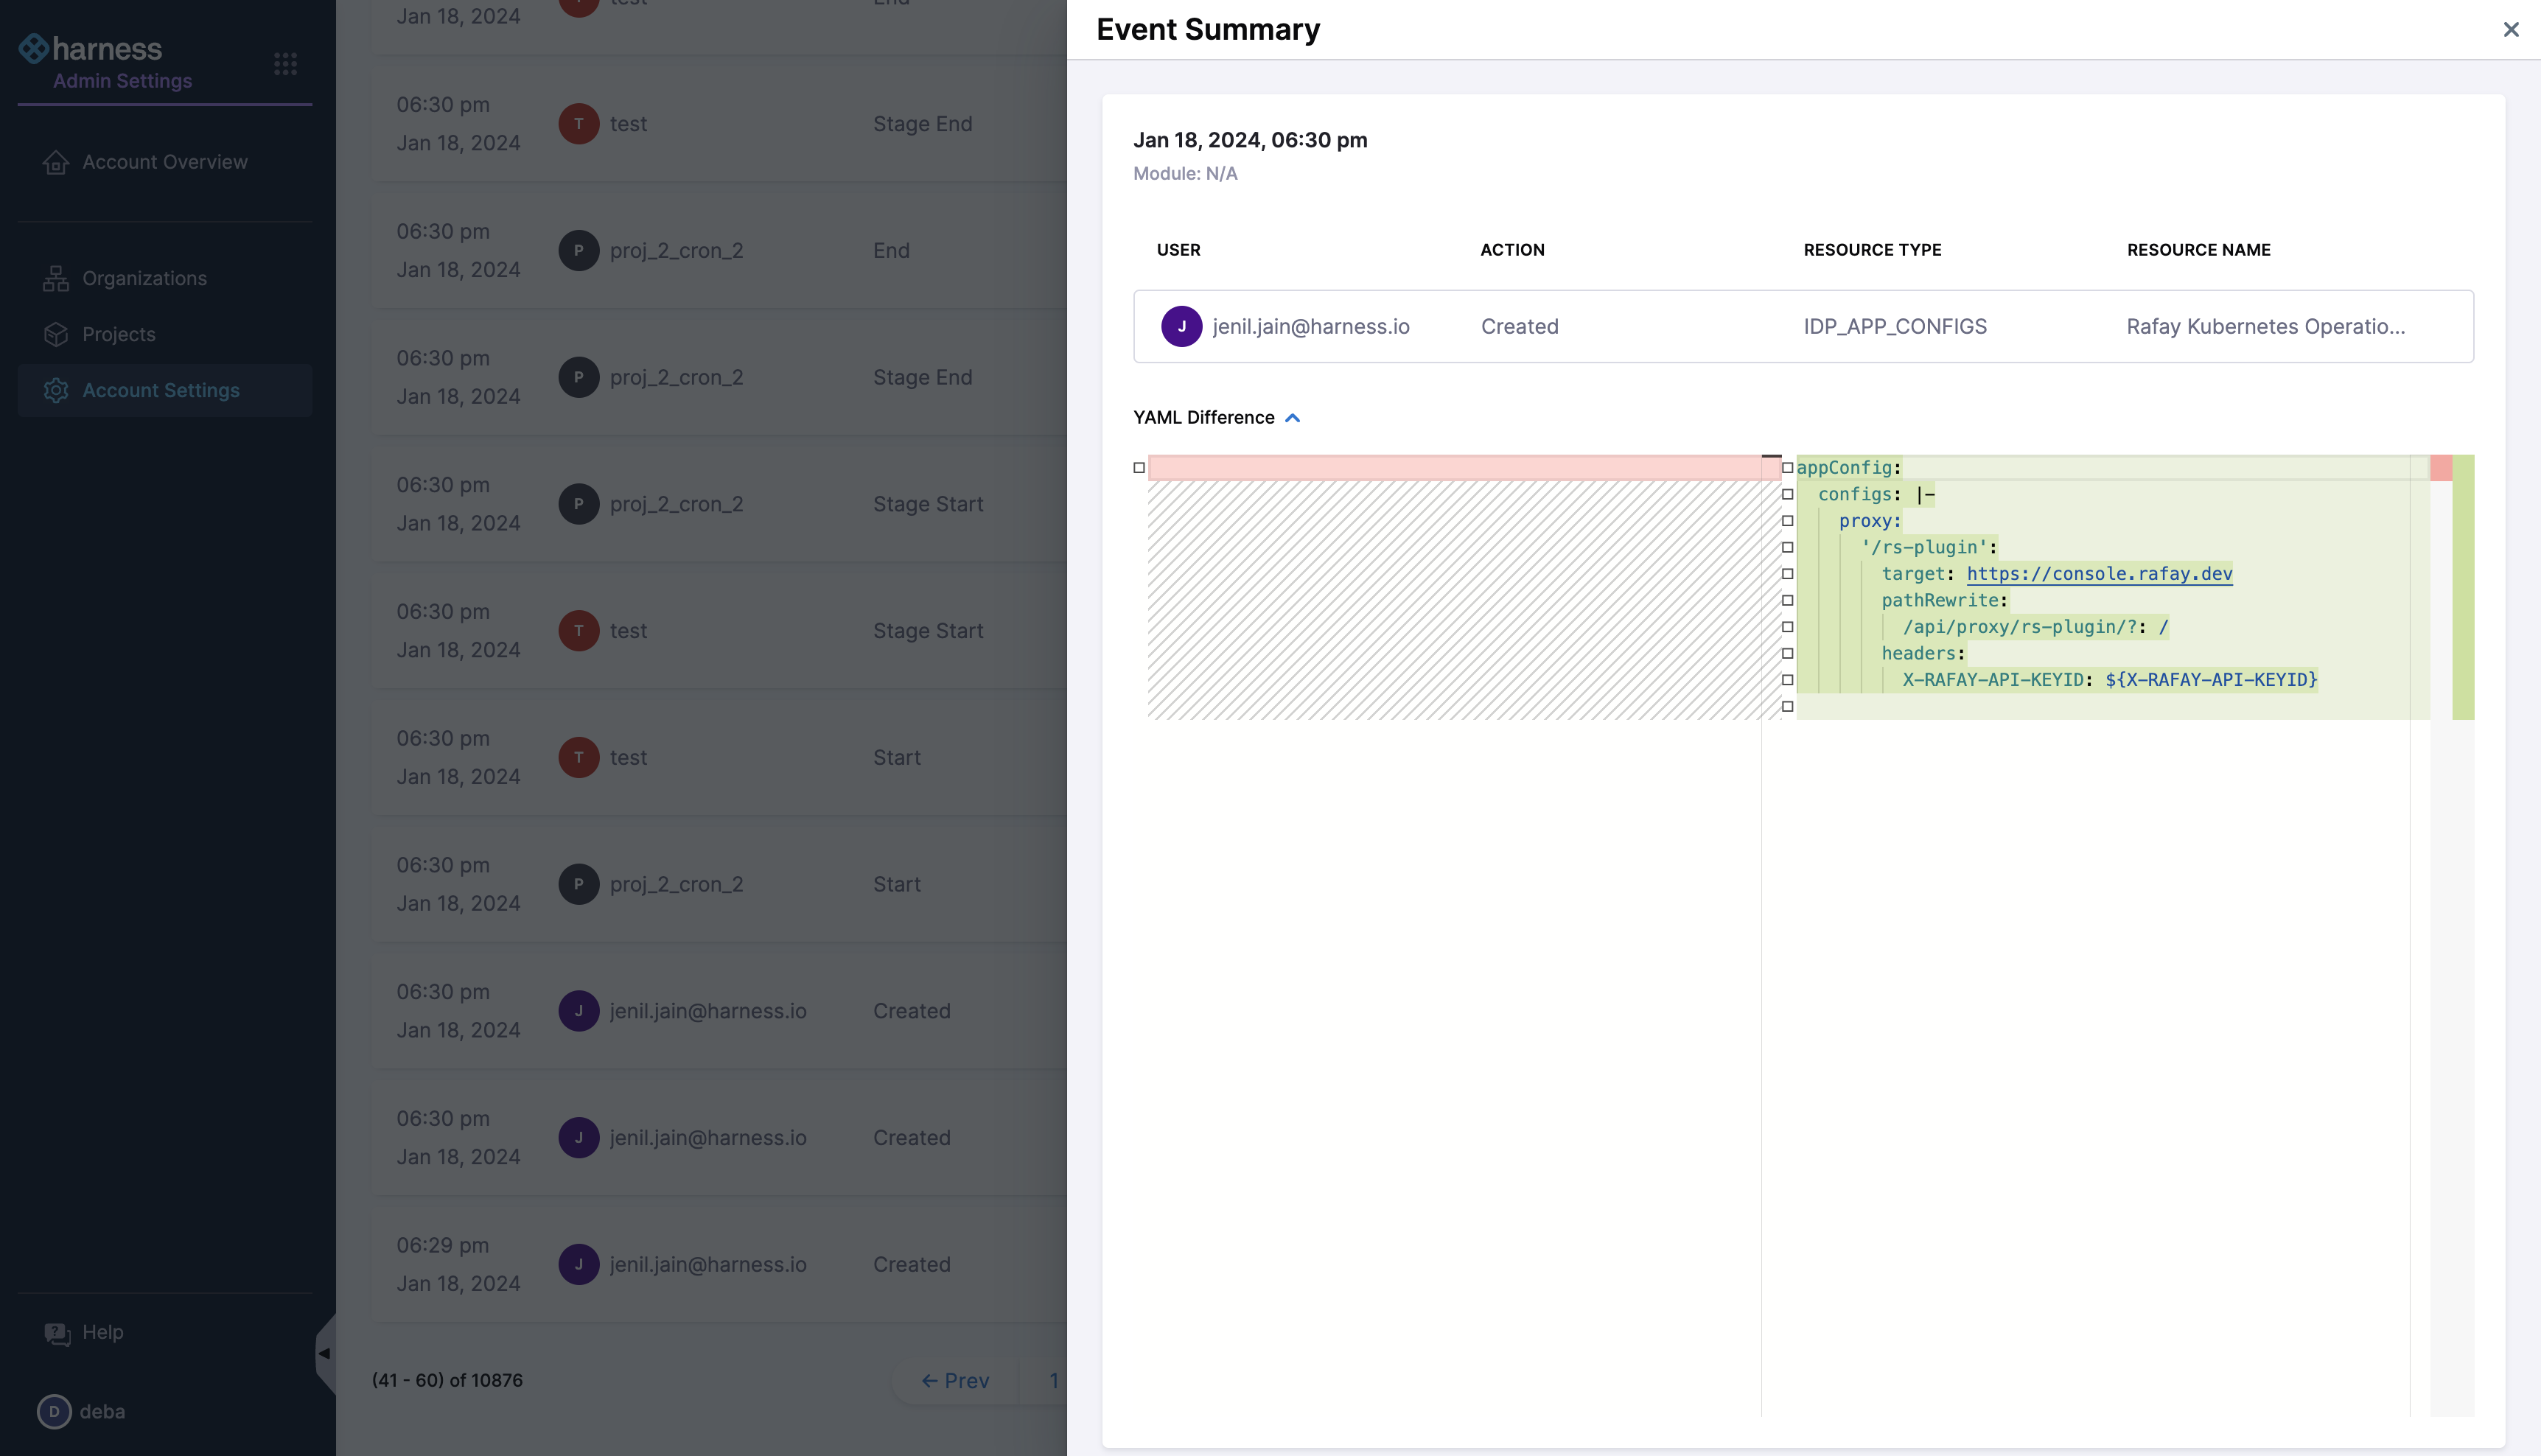 harness
Admin Settings
Account Overview
Organizations
Projects
Account Settings
Help
D deba
Jan 18, 2024
test
End
06:30 pm
Jan 18, 2024
T test Stage End
06:30 pm
Jan 18, 2024
P proj_2_cron_2 End
06:30 pm
Jan 18, 2024
P proj_2_cron_2 Stage End
06:30 pm
Jan 18, 2024
P proj_2_cron_2 Stage Start
06:30 pm
Jan 18, 2024
T test Stage Start
06:30 pm
Jan 18, 2024
T test Start
06:30 pm
Jan 18, 2024
P proj_2_cron_2 Start
06:30 pm
Jan 18, 2024
J jenil.jain@harness.io Created
06:30 pm
Jan 18, 2024
J jenil.jain@harness.io Created
06:29 pm
Jan 18, 2024
J jenil.jain@harness.io Created
(41 - 60) of 10876
← Prev 1
Event Summary
Jan 18, 2024, 06:30 pm
Module: N/A
USER ACTION RESOURCE TYPE RESOURCE NAME
J jenil.jain@harness.io Created IDP_APP_CONFIGS Rafay Kubernetes Operatio...
YAML Difference
appConfig:
configs: |-
proxy:
'/rs-plugin':
target: https://console.rafay.dev
pathRewrite:
/api/proxy/rs-plugin/?: /
headers:
X-RAFAY-API-KEYID: ${X-RAFAY-API-KEYID}